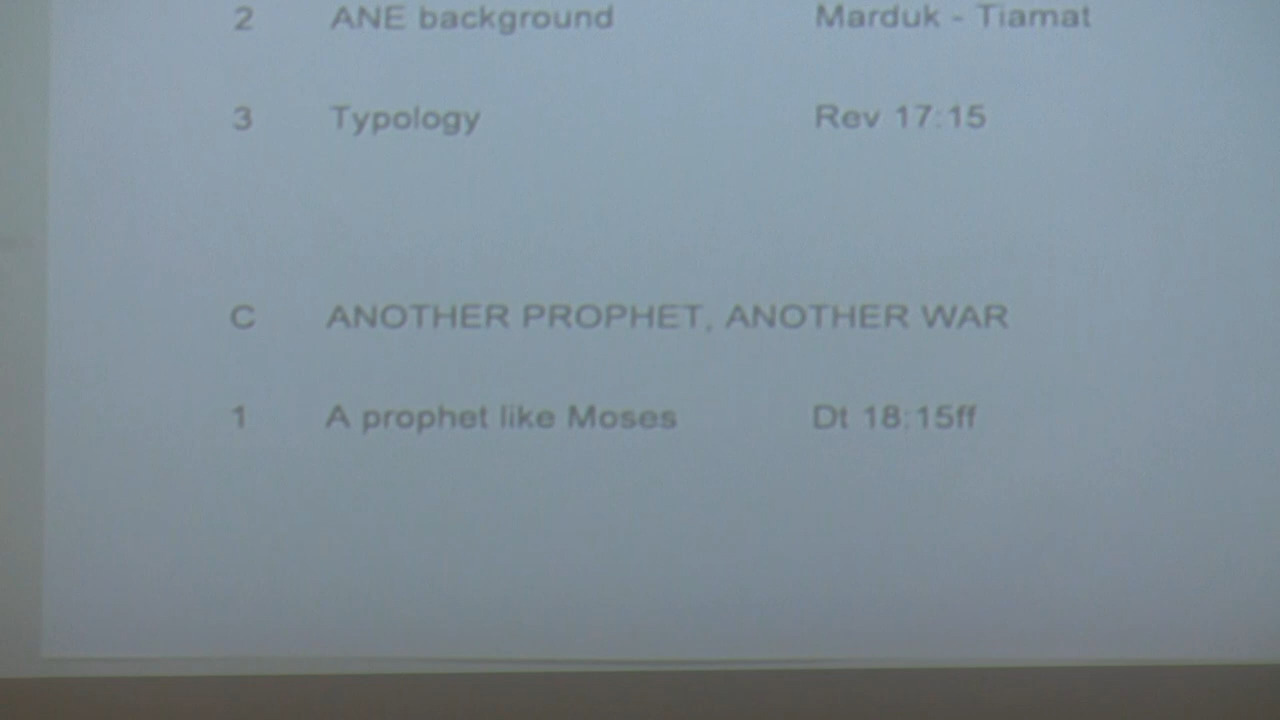 2 ANE background Marduk - Tiamat
3 Typology Rev 17:15
C ANOTHER PROPHET, ANOTHER WAR
1 A prophet like Moses Dt 18:15ff